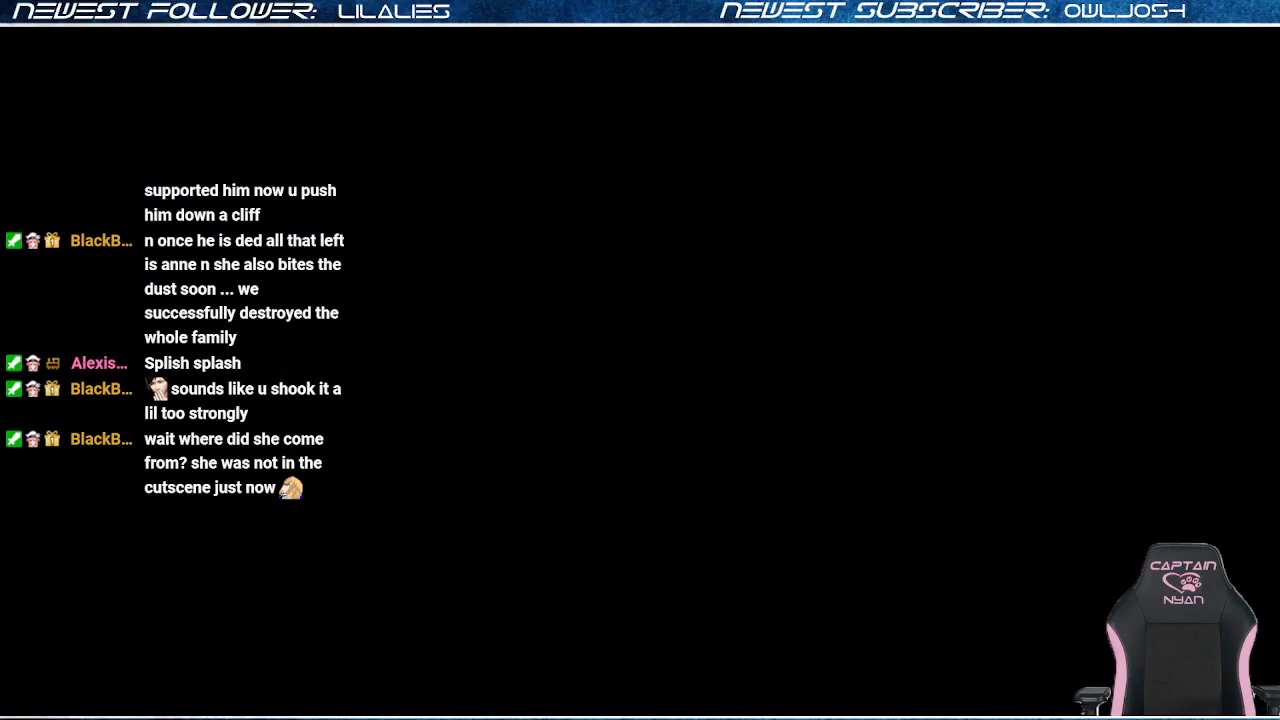 NEWEST FOLLOWER: LILALIES
NEWEST SUBSCRIBER: OWLJOSH
supported him now u push
him down a cliff
BlackB... n once he is ded all that left
is anne n she also bites the
dust soon ... we
successfully destroyed the
whole family
Alexis... Splish splash
BlackB... sounds like u shook it a
lil too strongly
BlackB... wait where did she come
from? she was not in the
cutscene just now
CAPTAIN
NYAN